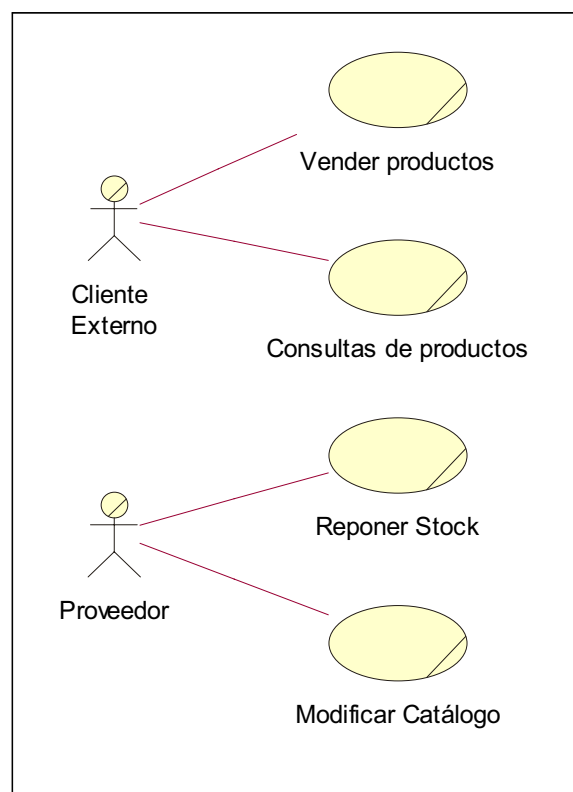 Vender productos
Cliente
Externo
Consultas de productos
Reponer Stock
Proveedor
Modificar Catálogo